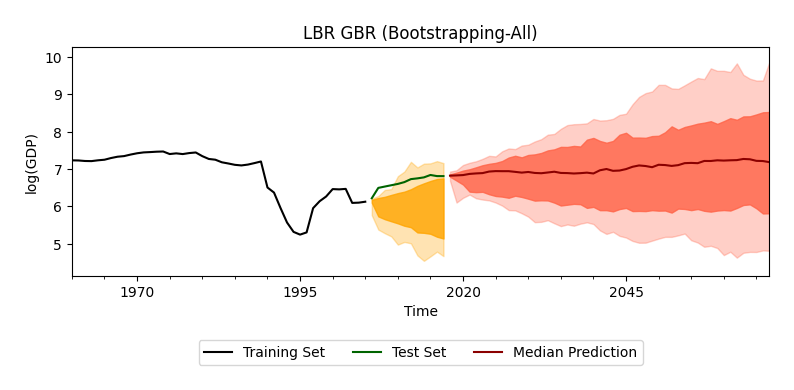 LBR GBR (Bootstrapping-All)
10
9
8
7
6
5
log(GDP)
1970 1995 2020 2045
Time
Training Set Test Set Median Prediction